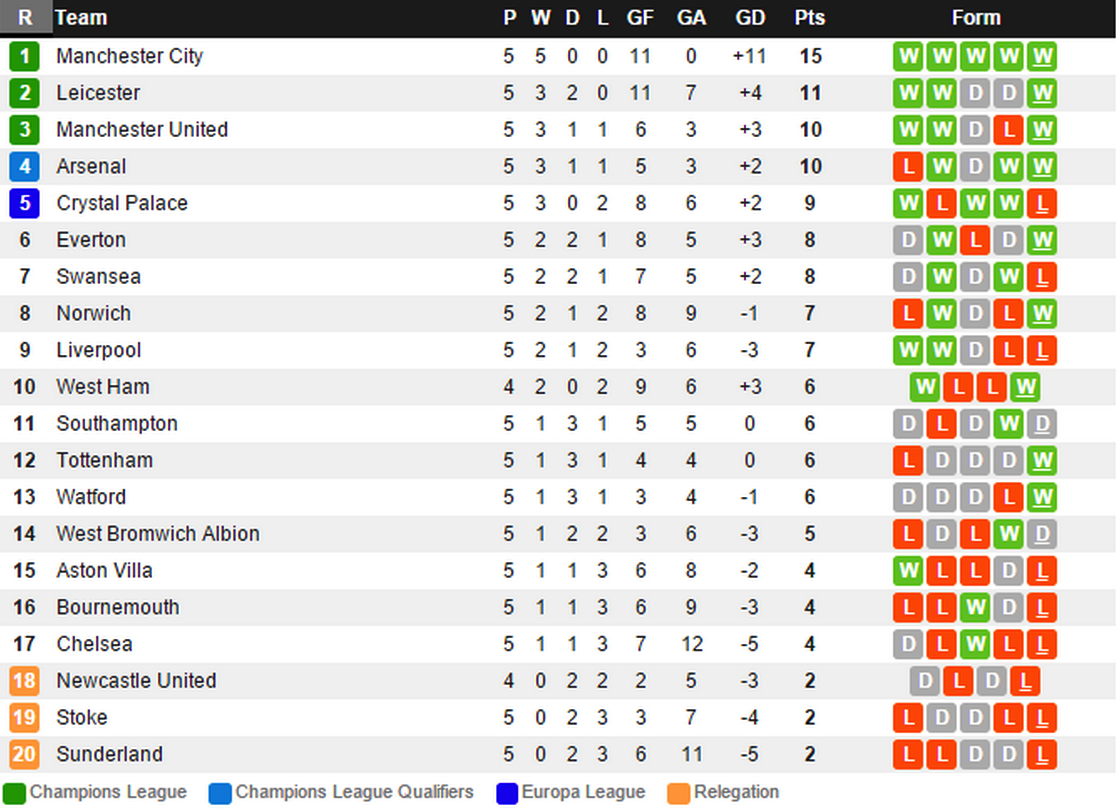 R Team P W D L GF GA GD Pts Form
1 Manchester City 5 5 0 0 11 0 +11 15 W W W W W
2 Leicester 5 3 2 0 11 7 +4 11 W W D D W
3 Manchester United 5 3 1 1 6 3 +3 10 W W D L W
4 Arsenal 5 3 1 1 5 3 +2 10 L W D W W
5 Crystal Palace 5 3 0 2 8 6 +2 9 W L W W L
6 Everton 5 2 2 1 8 5 +3 8 D W L D W
7 Swansea 5 2 2 1 7 5 +2 8 D W D W L
8 Norwich 5 2 1 2 8 9 -1 7 L W D L W
9 Liverpool 5 2 1 2 3 6 -3 7 W W D L L
10 West Ham 4 2 0 2 9 6 +3 6 W L L W
11 Southampton 5 1 3 1 5 5 0 6 D L D W D
12 Tottenham 5 1 3 1 4 4 0 6 L D D D W
13 Watford 5 1 3 1 3 4 -1 6 D D D L W
14 West Bromwich Albion 5 1 2 2 3 6 -3 5 L D L W D
15 Aston Villa 5 1 1 3 6 8 -2 4 W L L D L
16 Bournemouth 5 1 1 3 6 9 -3 4 L L W D L
17 Chelsea 5 1 1 3 7 12 -5 4 D L W L L
18 Newcastle United 4 0 2 2 2 5 -3 2 D L D L
19 Stoke 5 0 2 3 3 7 -4 2 L D D L L
20 Sunderland 5 0 2 3 6 11 -5 2 L L D D L
Champions League Champions League Qualifiers Europa League Relegation